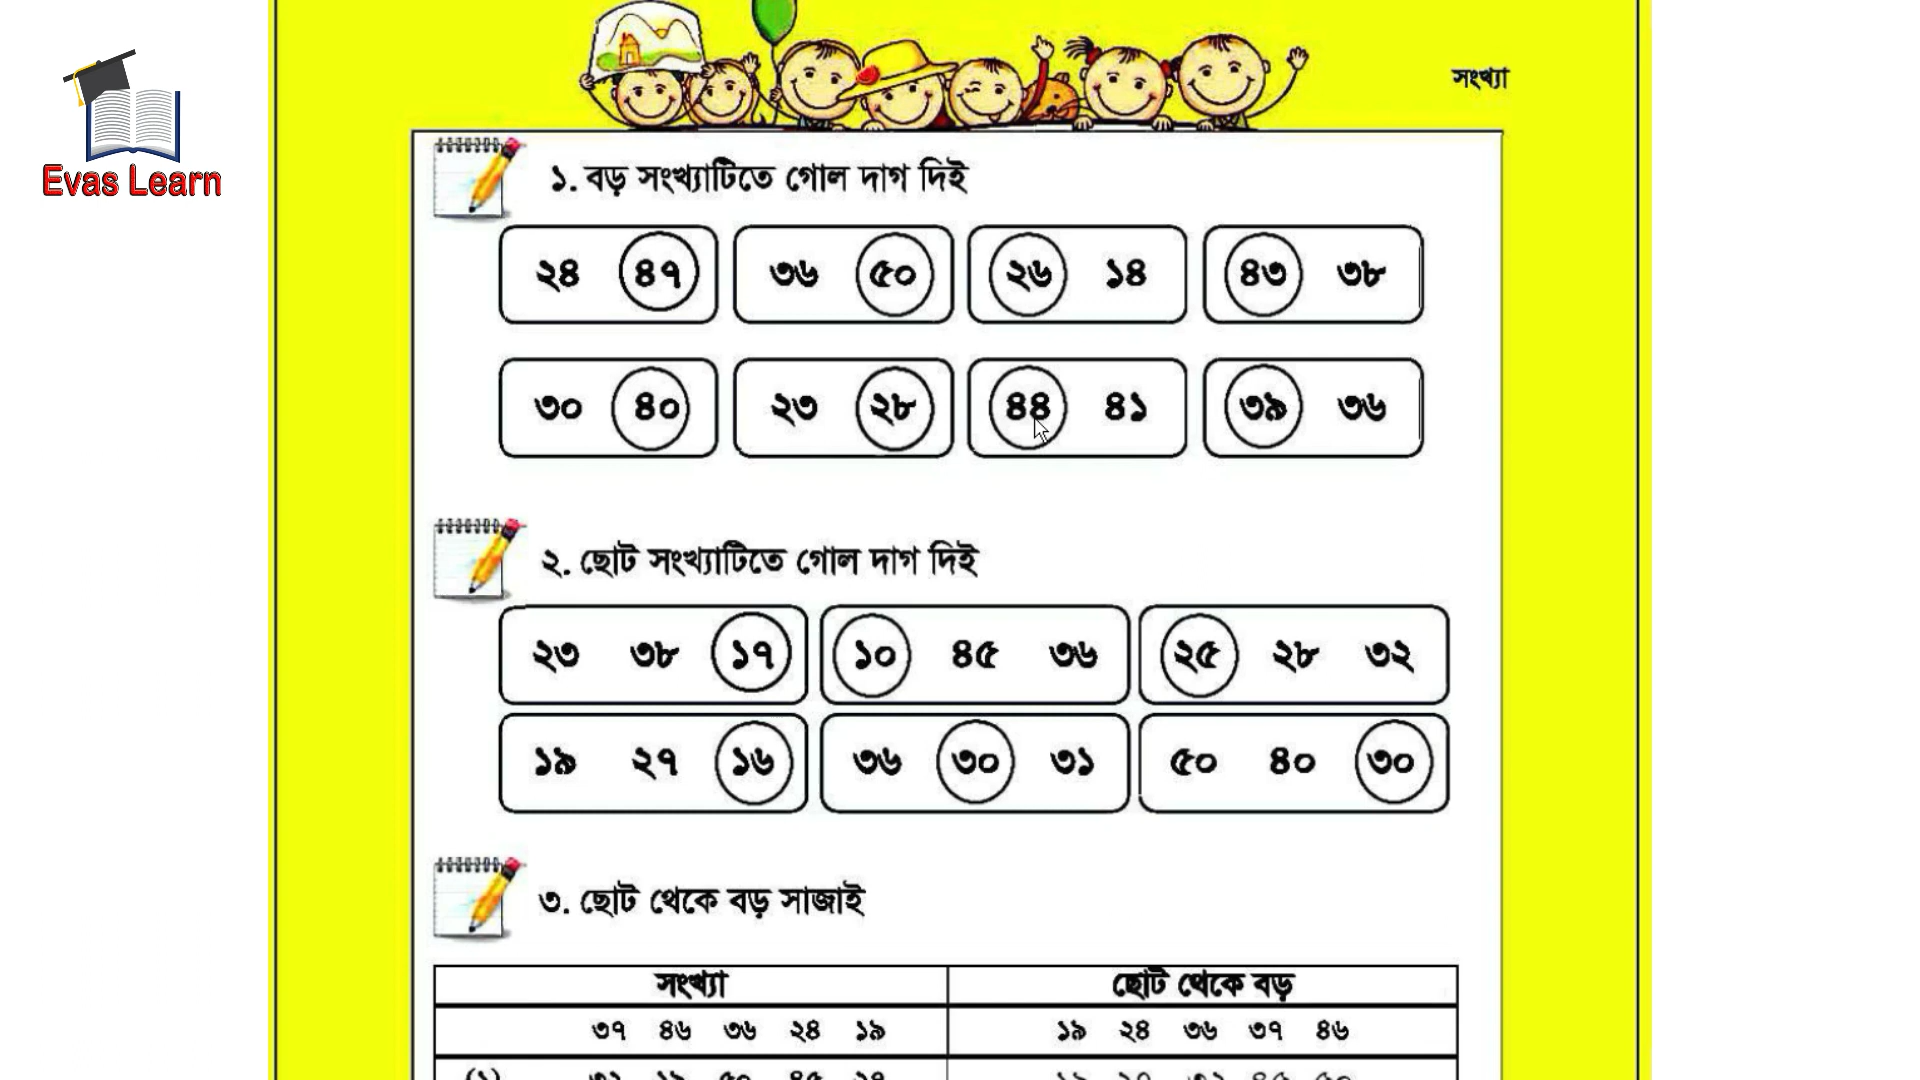 সংখ্যা
Evas Learn
১. বড় সংখ্যাটিতে গোল দাগ দিই
২৪ ৪৭ ৩৬ ৫০ ২৬ ১৪ ৪৩ ৩৮
৩০ ৪০ ২৩ ২৮ ৪৪ ৪১ ৩৯ ৩৬
২. ছোট সংখ্যাটিতে গোল দাগ দিই
২৩ ৩৮ ১৭ ১০ ৪৫ ৩৬ ২৫ ২৮ ৩২
১৯ ২৭ ১৬ ৩৬ ৩০ ৩১ ৫০ ৪০ ৩০
৩. ছোট থেকে বড় সাজাই
সংখ্যা ছোট থেকে বড়
৩৭ ৪৬ ৩৬ ২৪ ১৯ ১৯ ২৪ ৩৬ ৩৭ ৪৬